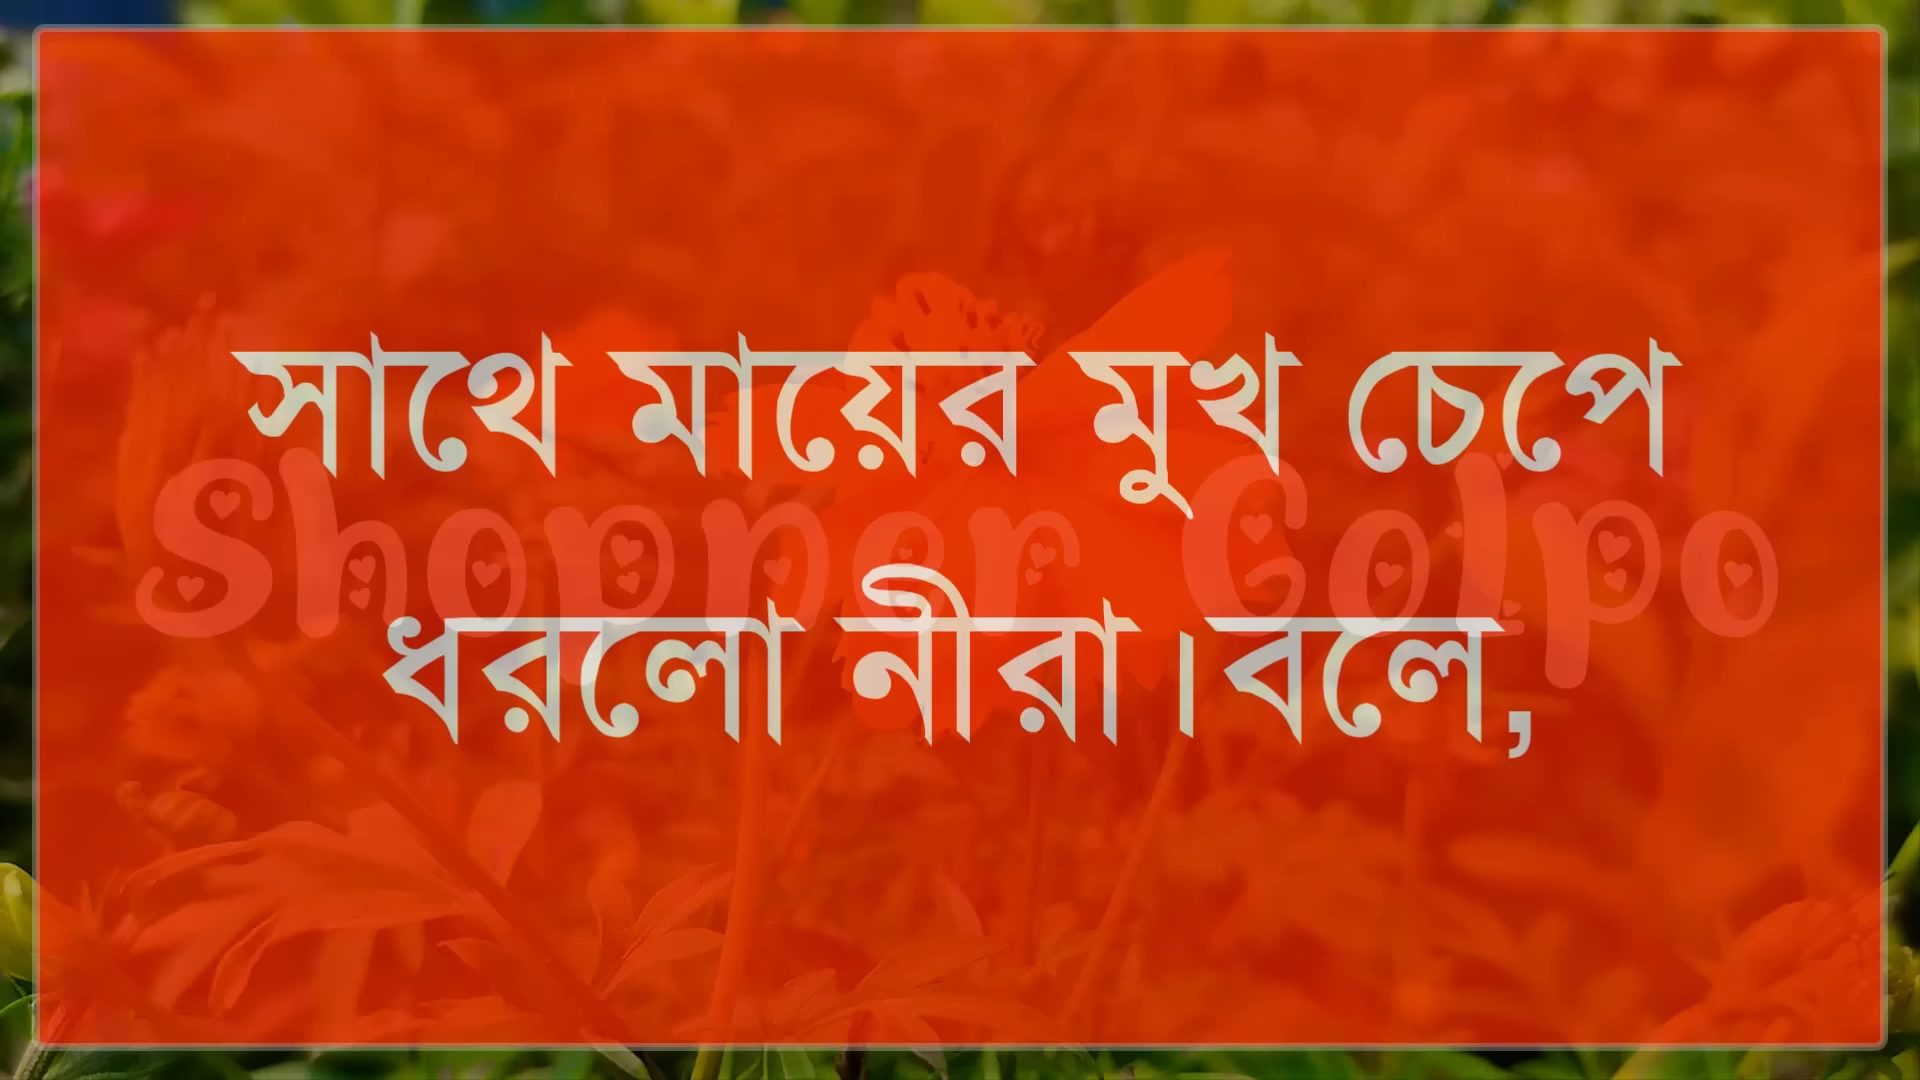 সাথে মায়ের মুখ চেপে
Shopner Golpo
ধরলো নীরা।বলে,